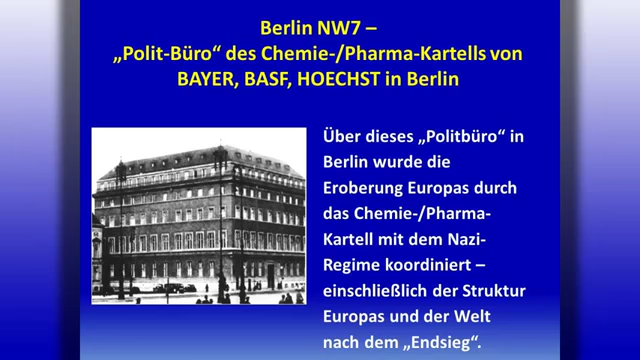 Berlin NW7 –
„Polit-Büro“ des Chemie-/Pharma-Kartells von
BAYER, BASF, HOECHST in Berlin
Über dieses „Politbüro“ in
Berlin wurde die
Eroberung Europas durch
das Chemie-/Pharma-
Kartell mit dem Nazi-
Regime koordiniert –
einschließlich der Struktur
Europas und der Welt
nach dem „Endsieg“.